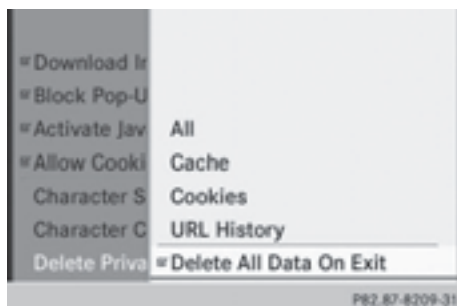 Download Ir
Block Pop-U
Activate Jav
Allow Cooki
Character S
Character C
Delete Priva
All
Cache
Cookies
URL History
Delete All Data On Exit
P82.87-8209-31